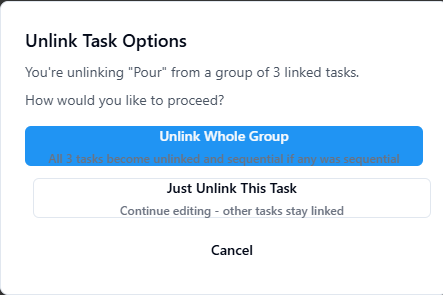 Unlink Task Options
You're unlinking "Pour" from a group of 3 linked tasks.
How would you like to proceed?
Unlink Whole Group
All 3 tasks become unlinked and sequential if any was sequential
Just Unlink This Task
Continue editing - other tasks stay linked
Cancel